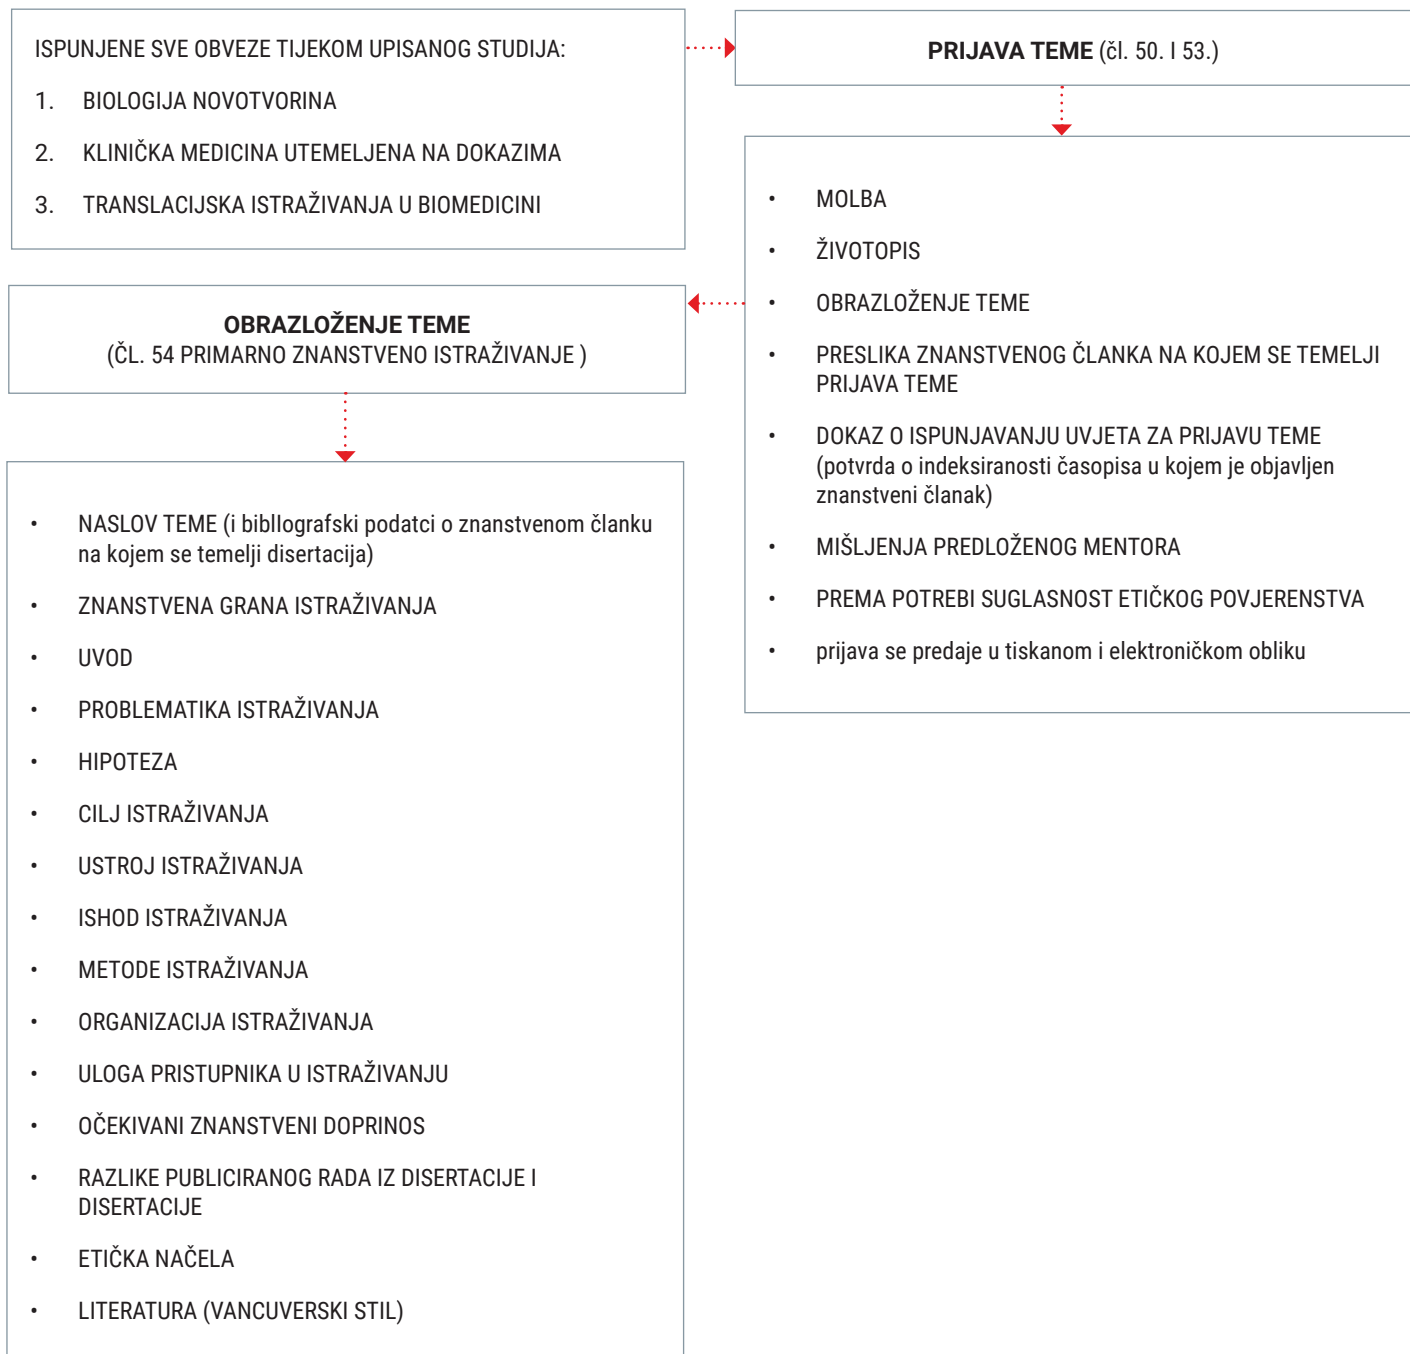 ISPUNJENE SVE OBVEZE TIJEKOM UPISANOG STUDIJA:
1. BIOLOGIJA NOVOTVORINA
2. KLINIČKA MEDICINA UTEMELJENA NA DOKAZIMA
3. TRANSLACIJSKA ISTRAŽIVANJA U BIOMEDICINI
PRIJAVA TEME (čl. 50. I 53.)
• MOLBA
• ŽIVOTOPIS
• OBRAZLOŽENJE TEME
• PRESLIKA ZNANSTVENOG ČLANKA NA KOJEM SE TEMELJI
PRIJAVA TEME
• DOKAZ O ISPUNJAVANJU UVJETA ZA PRIJAVU TEME
(potvrda o indeksiranosti časopisa u kojem je objavljen
znanstveni članak)
• MIŠLJENJA PREDLOŽENOG MENTORA
• PREMA POTREBI SUGLASNOST ETIČKOG POVJERENSTVA
• prijava se predaje u tiskanom i elektroničkom obliku
OBRAZLOŽENJE TEME
(ČL. 54 PRIMARNO ZNANSTVENO ISTRAŽIVANJE )
• NASLOV TEME (i biblIografski podatci o znanstvenom članku
na kojem se temelji disertacija)
• ZNANSTVENA GRANA ISTRAŽIVANJA
• UVOD
• PROBLEMATIKA ISTRAŽIVANJA
• HIPOTEZA
• CILJ ISTRAŽIVANJA
• USTROJ ISTRAŽIVANJA
• ISHOD ISTRAŽIVANJA
• METODE ISTRAŽIVANJA
• ORGANIZACIJA ISTRAŽIVANJA
• ULOGA PRISTUPNIKA U ISTRAŽIVANJU
• OČEKIVANI ZNANSTVENI DOPRINOS
• RAZLIKE PUBLICIRANOG RADA IZ DISERTACIJE I
DISERTACIJE
• ETIČKA NAČELA
• LITERATURA (VANCUVERSKI STIL)